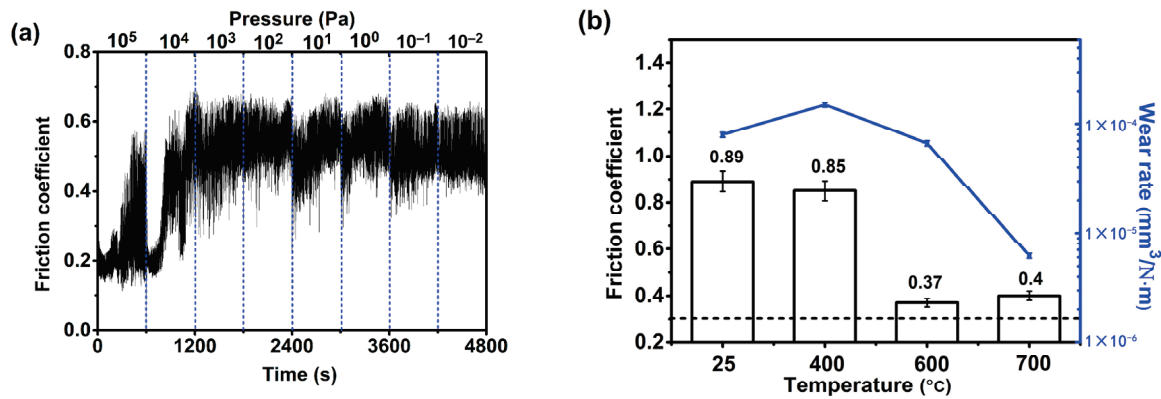 (a)
Pressure (Pa)
10⁵ 10⁴ 10³ 10² 10¹ 10⁰ 10⁻¹ 10⁻²
0.8
0.6
0.4
0.2
0.0
Friction coefficient
0 1200 2400 3600 4800
Time (s)
(b)
1.4
1.2
1.0
0.8
0.6
0.4
0.2
Friction coefficient
0.89
0.85
0.37
0.4
25 400 600 700
Temperature (°C)
1×10⁻⁴
1×10⁻⁵
1×10⁻⁶
Wear rate (mm³/N·m)